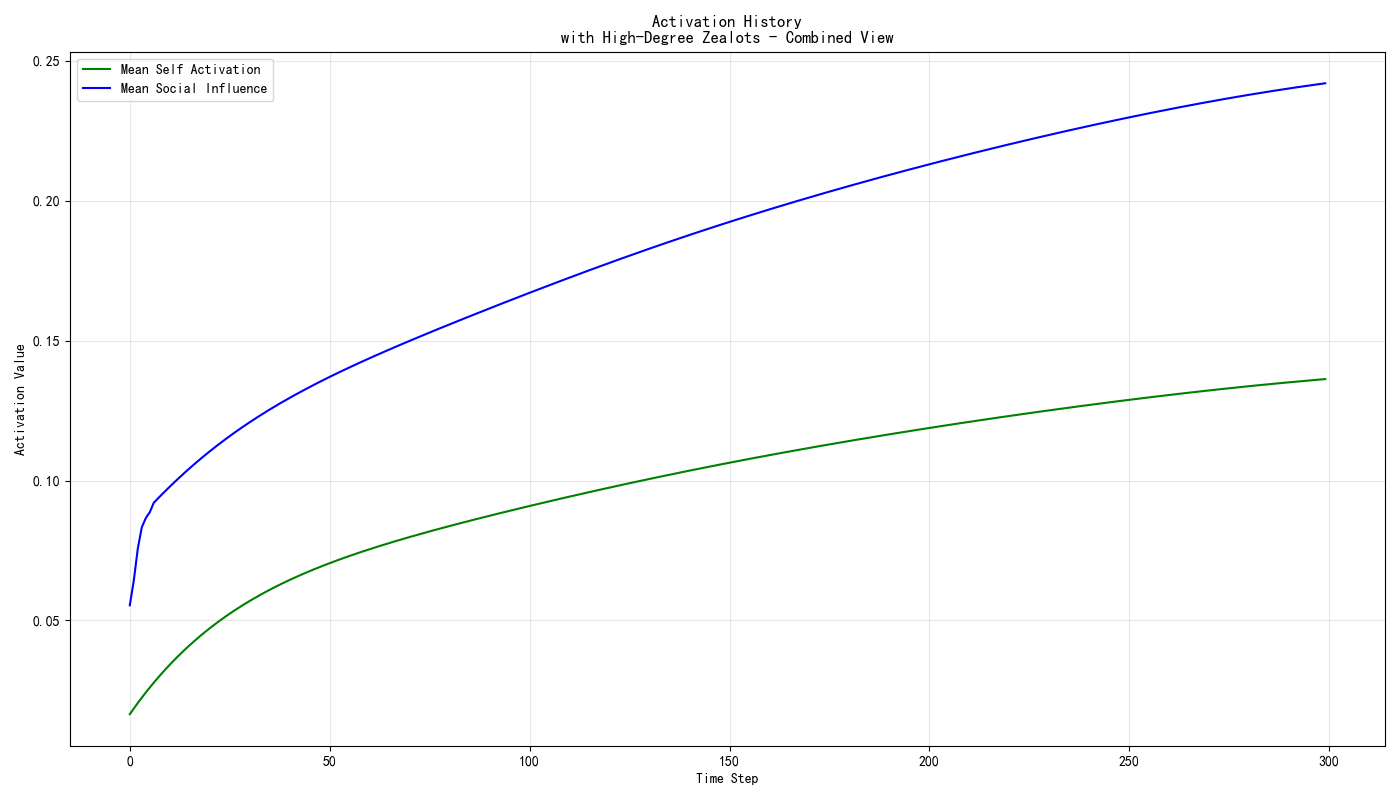 Activation History
with High-Degree Zealots - Combined View
Mean Self Activation
Mean Social Influence
Activation Value
0.25
0.20
0.15
0.10
0.05
0
50
100
150
200
250
300
Time Step